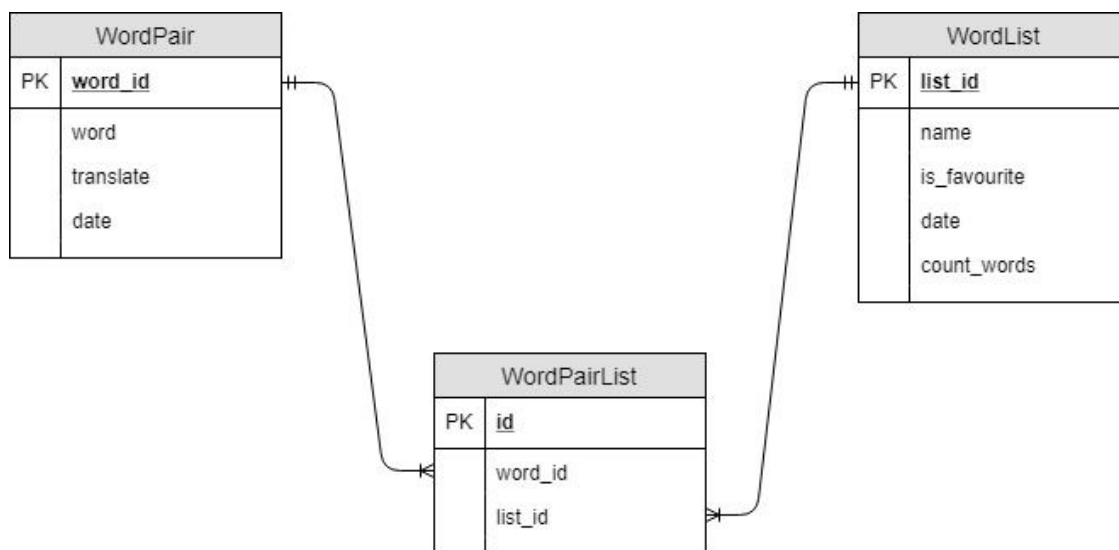 WordPair
PK word_id
word
translate
date
WordList
PK list_id
name
is_favourite
date
count_words
WordPairList
PK id
word_id
list_id